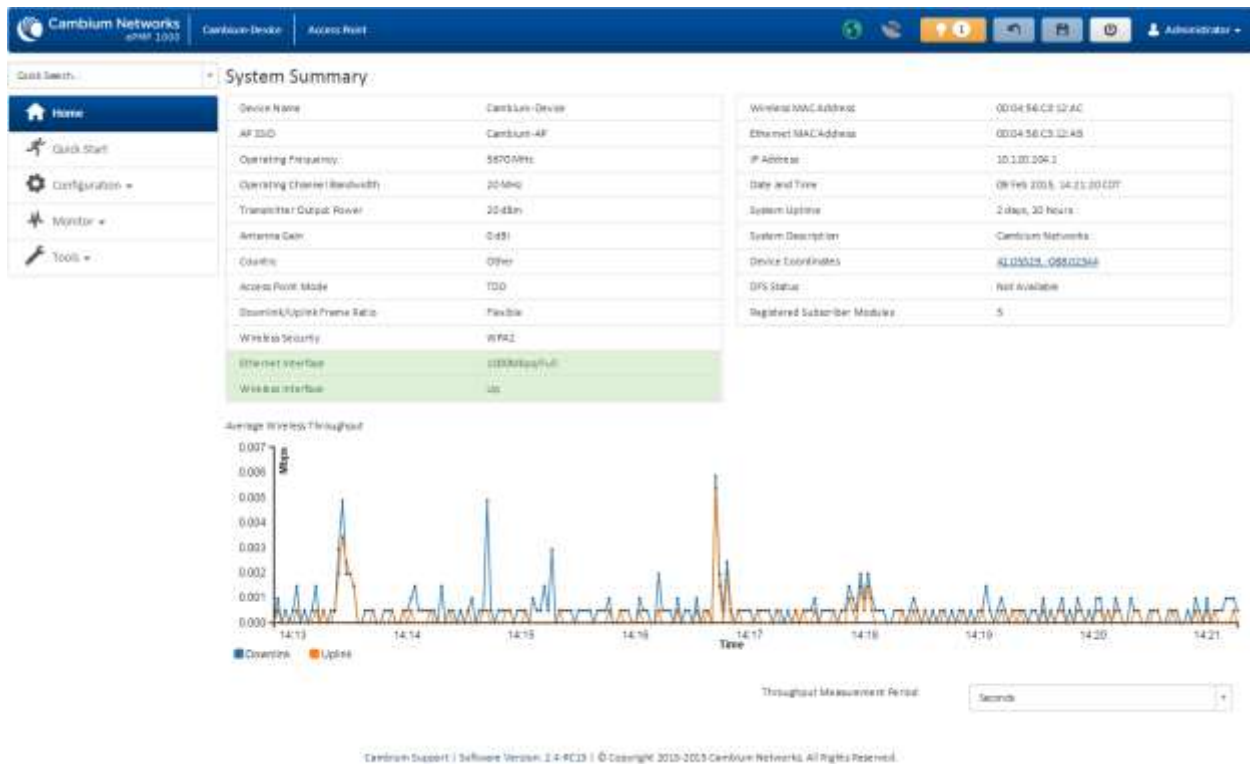 Cambium Networks
ePMP 1000
Cambium-Device
Access Point
1
Administrator
Quick Search...
Home
Quick Start
Configuration
Monitor
Tools
System Summary
Device Name Cambium-Device
AP SSID Cambium-AP
Operating Frequency 5670 MHz
Operating Channel Bandwidth 20 MHz
Transmitter Output Power 20 dBm
Antenna Gain 0 dBi
Country Other
Access Point Mode TDD
Downlink/Uplink Frame Ratio Flexible
Wireless Security WPA2
Ethernet Interface 1000Mbps/Full
Wireless Interface Up
Wireless MAC Address
Ethernet MAC Address
IP Address
Date and Time 09 Feb 2015, 14:21:20 CDT
System Uptime 2 days,
System Description Cambium Networks
Device Coordinates
DFS Status Not Available
Registered Subscriber Modules 5
Average Wireless Throughput
Mbps
0.007
0.006
0.005
0.004
0.003
0.002
0.001
0.000
14:13 14:14 14:15 14:16 14:17 14:18 14:19 14:20 14:21
Time
Downlink Uplink
Throughput Measurement Period Seconds
Cambium Support | Software Version: | © Copyright Cambium Networks. All Rights Reserved.